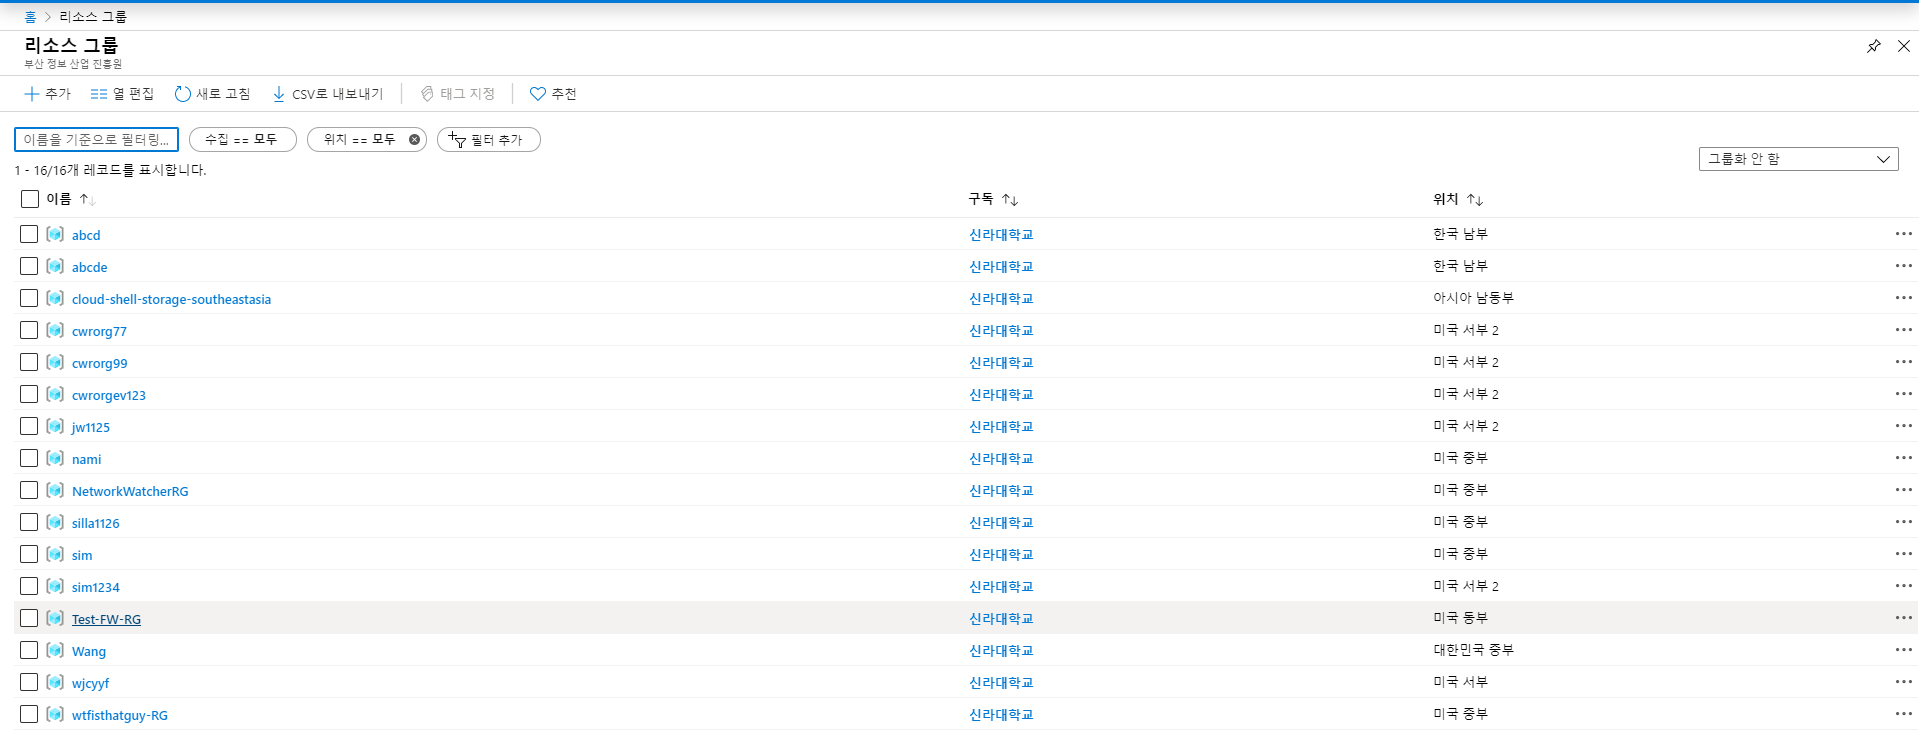 홈 > 리소스 그룹
리소스 그룹
부산 정보 산업 진흥원
추가 열 편집 새로 고침 CSV로 내보내기 태그 지정 추천
이름을 기준으로 필터링... 수집 == 모두 위치 == 모두 필터 추가
1 - 16/16개 레코드를 표시합니다.
그룹화 안 함
이름 구독 위치
abcd 신라대학교 한국 남부
abcde 신라대학교 한국 남부
cloud-shell-storage-southeastasia 신라대학교 아시아 남동부
cwrorg77 신라대학교 미국 서부 2
cwrorg99 신라대학교 미국 서부 2
cwrorgev123 신라대학교 미국 서부 2
jw1125 신라대학교 미국 서부 2
nami 신라대학교 미국 중부
NetworkWatcherRG 신라대학교 미국 중부
silla1126 신라대학교 미국 중부
sim 신라대학교 미국 중부
sim1234 신라대학교 미국 서부 2
Test-FW-RG 신라대학교 미국 동부
Wang 신라대학교 대한민국 중부
wjcyyf 신라대학교 미국 서부
wtfisthatguy-RG 신라대학교 미국 중부